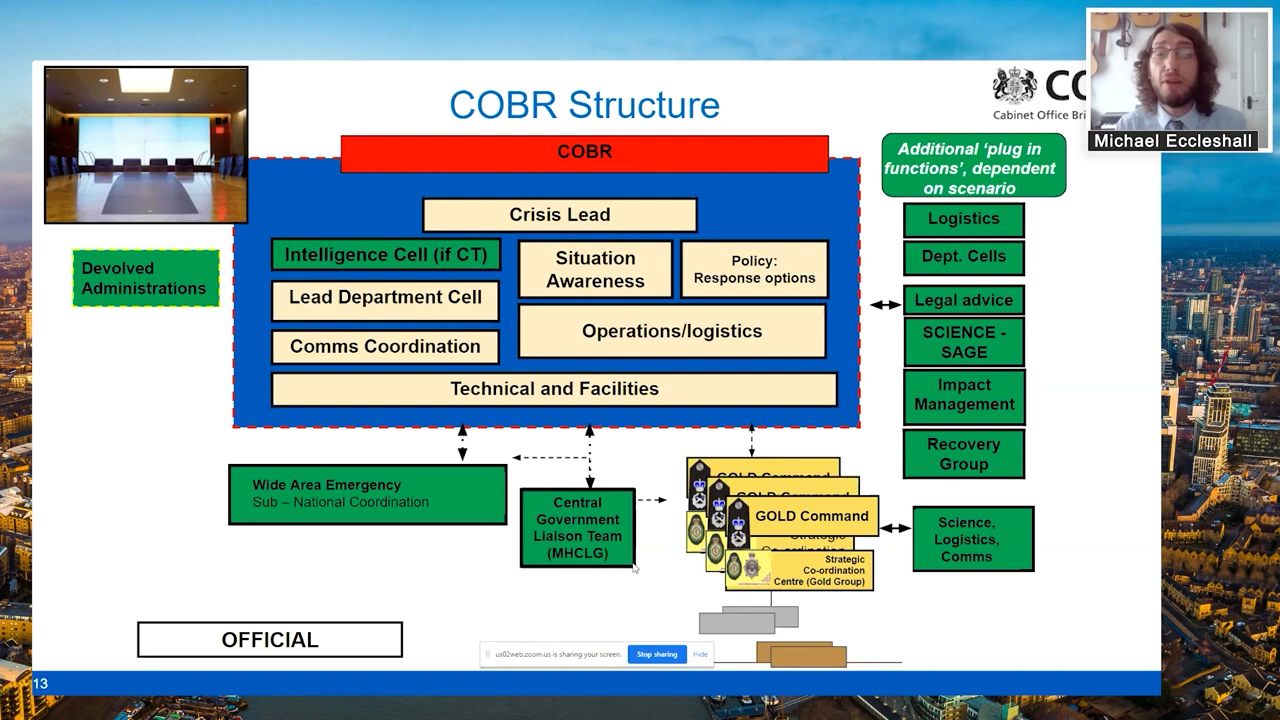 COBR Structure
CO
Cabinet Office Bri
Michael Eccleshall
COBR
Crisis Lead
Intelligence Cell (if CT)
Situation
Awareness
Policy:
Response options
Lead Department Cell
Operations/logistics
Comms Coordination
Technical and Facilities
Devolved
Administrations
Additional ‘plug in
functions’, dependent
on scenario
Logistics
Dept. Cells
Legal advice
SCIENCE -
SAGE
Impact
Management
Recovery
Group
Wide Area Emergency
Sub – National Coordination
Central
Government
Liaison Team
(MHCLG)
GOLD Command
GOLD Command
GOLD Command
Strategic
Co-ordination
Strategic
Co-ordination
Centre (Gold Group)
Science,
Logistics,
Comms
OFFICIAL
us02web.zoom.us is sharing your screen.
Stop sharing
Hide
13